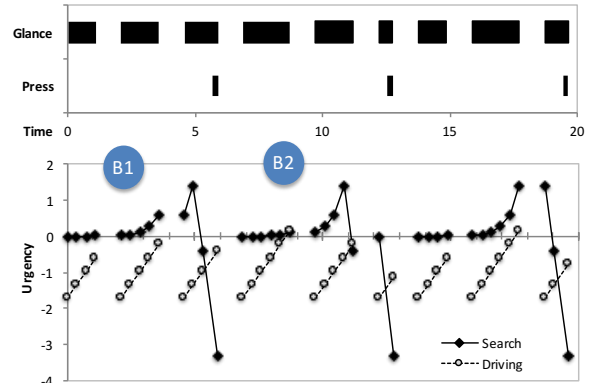 Glance
Press
Time
0 5 10 15 20
B1 B2
2
1
0
-1
-2
-3
-4
Urgency
Search
Driving